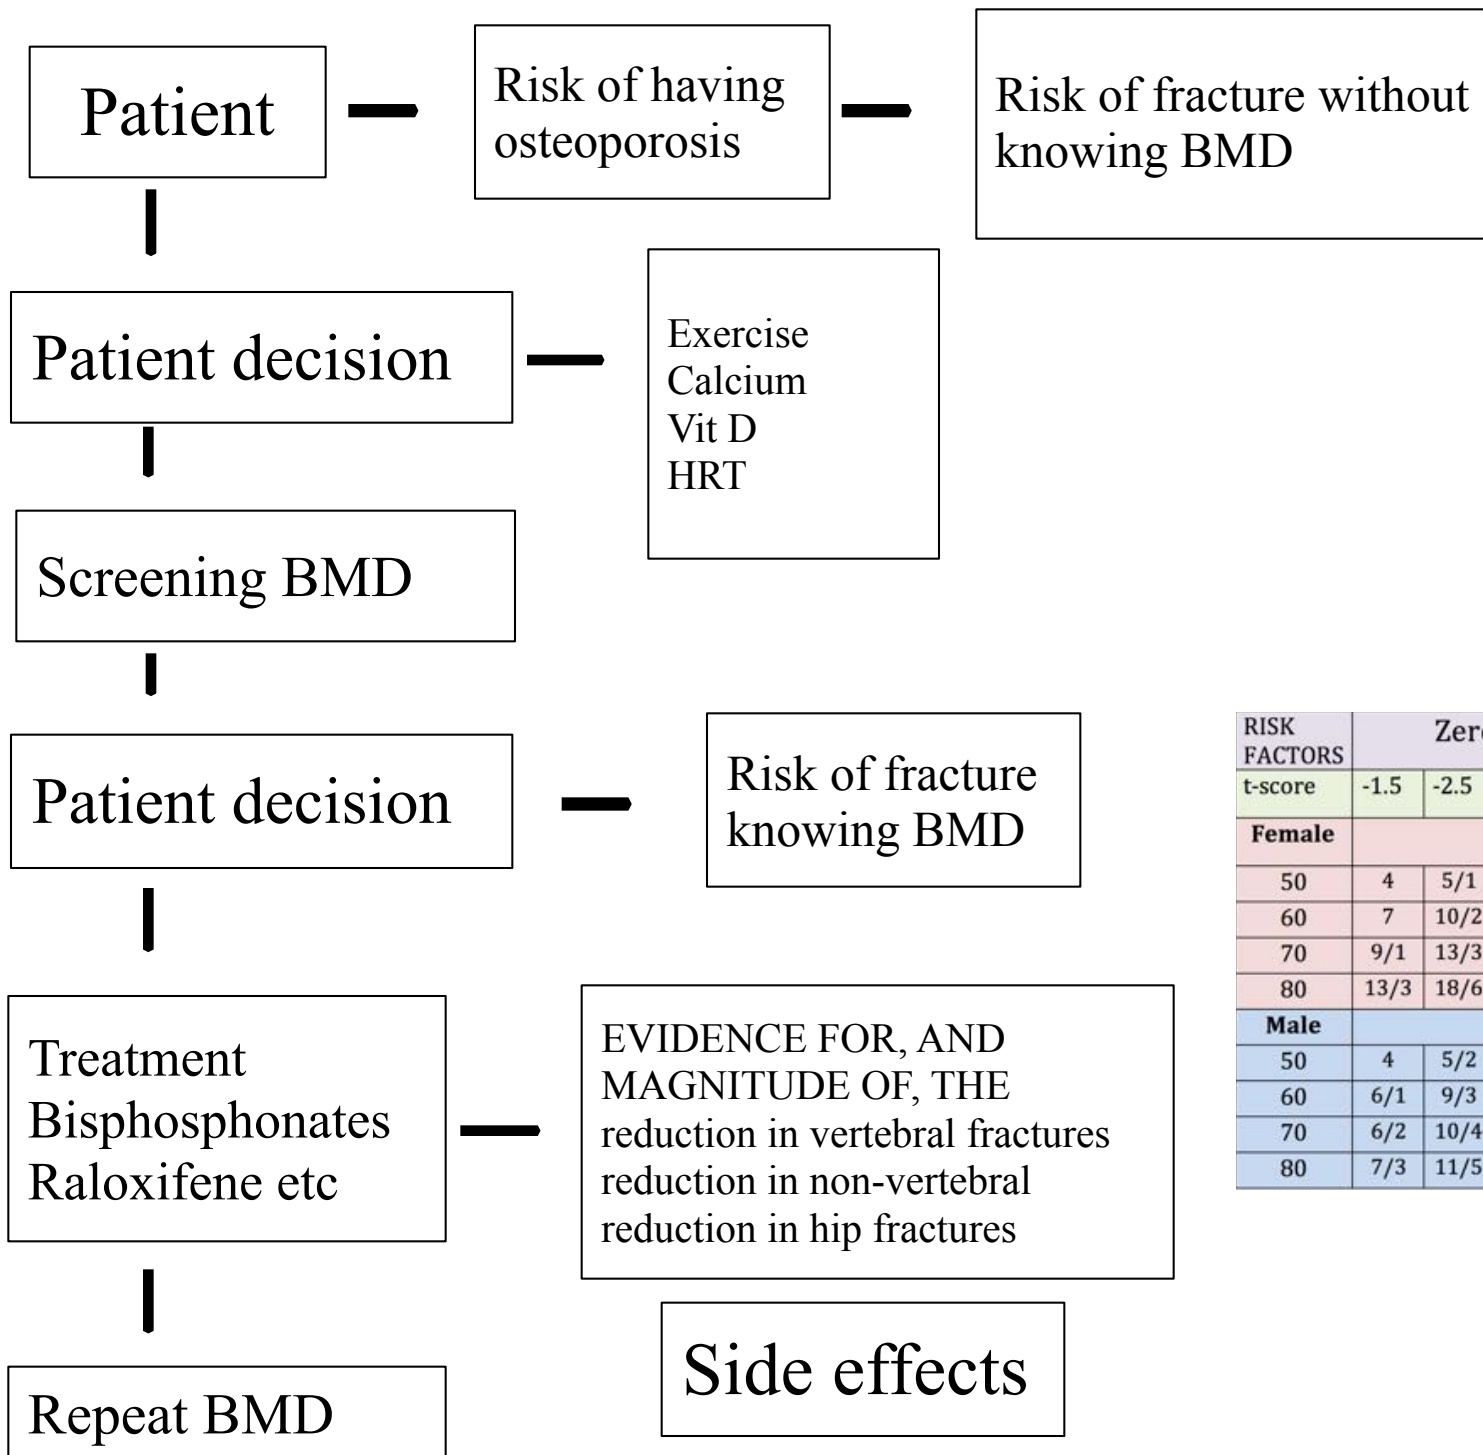 Patient
Risk of having
osteoporosis
Risk of fracture without
knowing BMD
Patient decision
Exercise
Calcium
Vit D
HRT
Screening BMD
Patient decision
Risk of fracture
knowing BMD
RISK
FACTORS
t-score -1.5 -2.5
Female
50 4 5/1
60 7 10/2
70 9/1 13/3
80 13/3 18/6
Male
50 4 5/2
60 6/1 9/3
70 6/2 10/4
80 7/3 11/5
Treatment
Bisphosphonates
Raloxifene etc
EVIDENCE FOR, AND
MAGNITUDE OF, THE
reduction in vertebral fractures
reduction in non-vertebral
reduction in hip fractures
Side effects
Repeat BMD